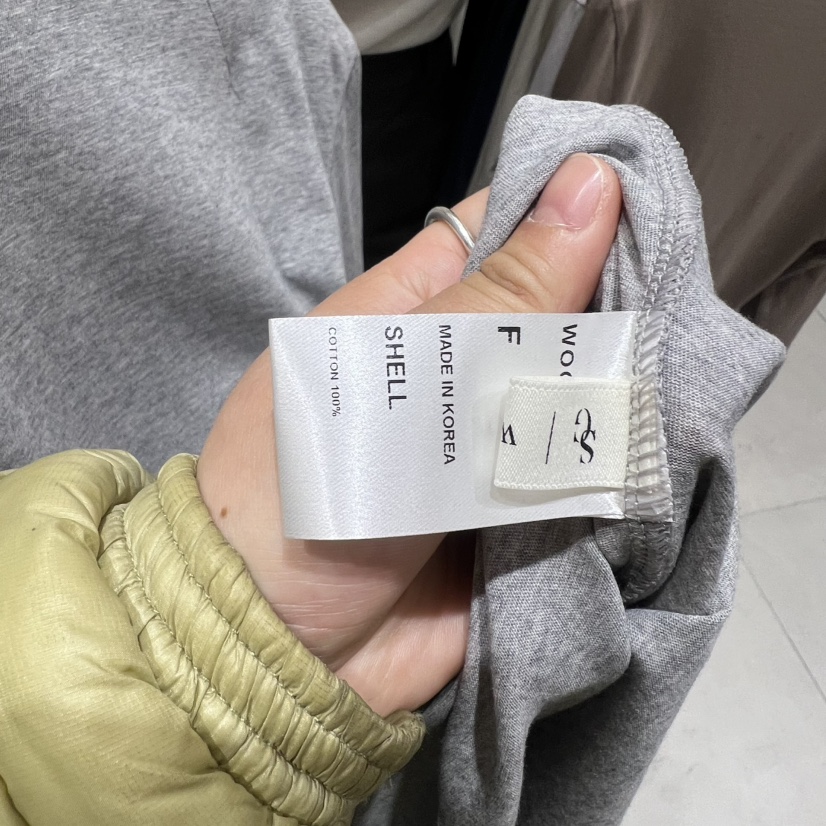 F
MADE IN KOREA
SHELL
COTTON 100%